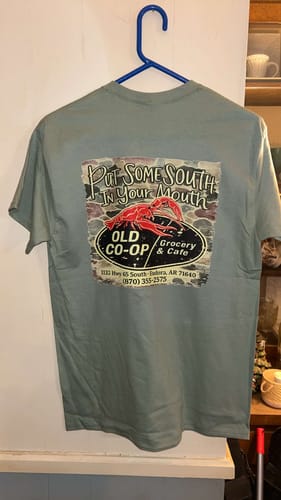 Put Some South
In Your Mouth
OLD
CO-OP
Grocery
& Cafe
1132 Hwy 65 South · Eudora, AR 71640
(870) 355-2575